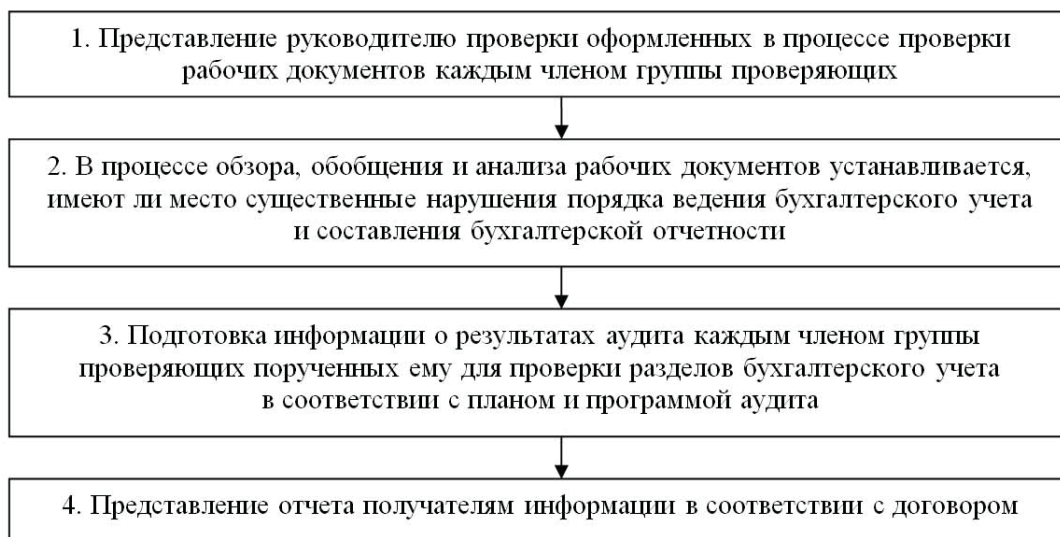 1. Представление руководителю проверки оформленных в процессе проверки
рабочих документов каждым членом группы проверяющих
2. В процессе обзора, обобщения и анализа рабочих документов устанавливается,
имеют ли место существенные нарушения порядка ведения бухгалтерского учета
и составления бухгалтерской отчетности
3. Подготовка информации о результатах аудита каждым членом группы
проверяющих порученных ему для проверки разделов бухгалтерского учета
в соответствии с планом и программой аудита
4. Представление отчета получателям информации в соответствии с договором